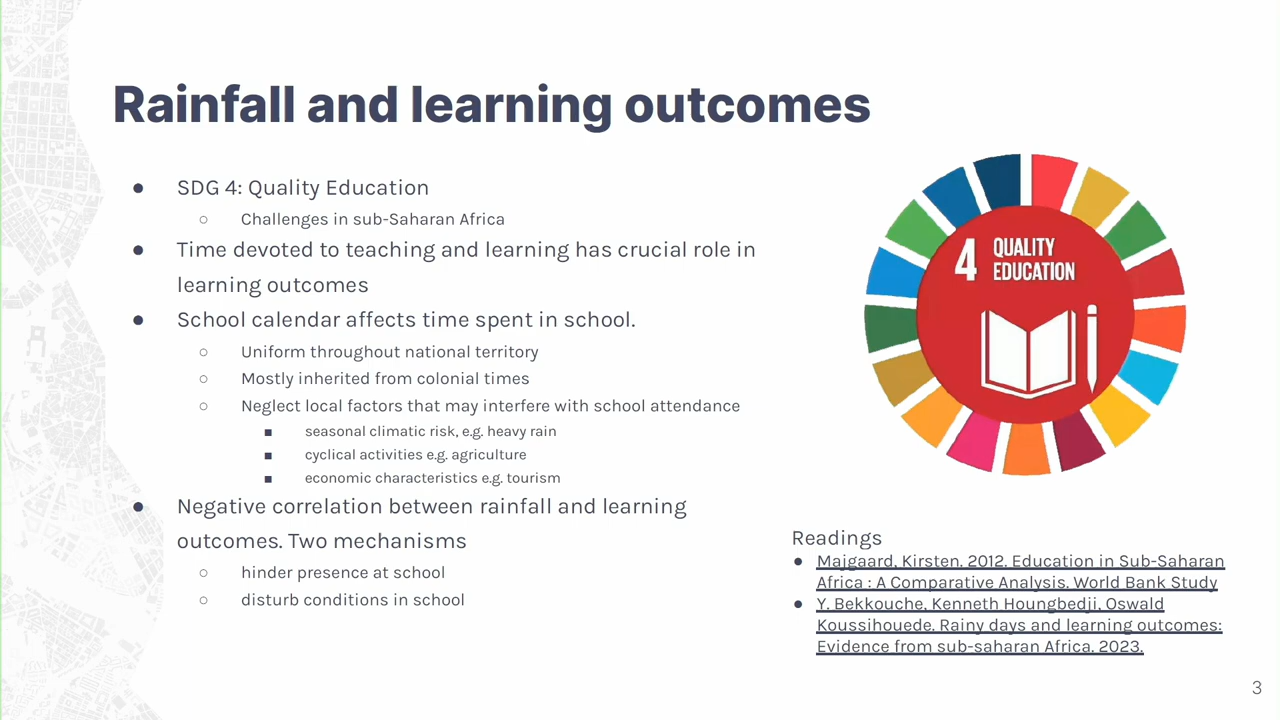 Rainfall and learning outcomes
● SDG 4: Quality Education
○ Challenges in sub-Saharan Africa
● Time devoted to teaching and learning has crucial role in
learning outcomes
● School calendar affects time spent in school.
○ Uniform throughout national territory
○ Mostly inherited from colonial times
○ Neglect local factors that may interfere with school attendance
■ seasonal climatic risk, e.g. heavy rain
■ cyclical activities e.g. agriculture
■ economic characteristics e.g. tourism
● Negative correlation between rainfall and learning
outcomes. Two mechanisms
○ hinder presence at school
○ disturb conditions in school
4 QUALITY
EDUCATION
Readings
● Majgaard, Kirsten. 2012. Education in Sub-Saharan
Africa : A Comparative Analysis. World Bank Study
● Y. Bekkouche, Kenneth Houngbedji, Oswald
Koussihouede. Rainy days and learning outcomes:
Evidence from sub-saharan Africa. 2023.
3